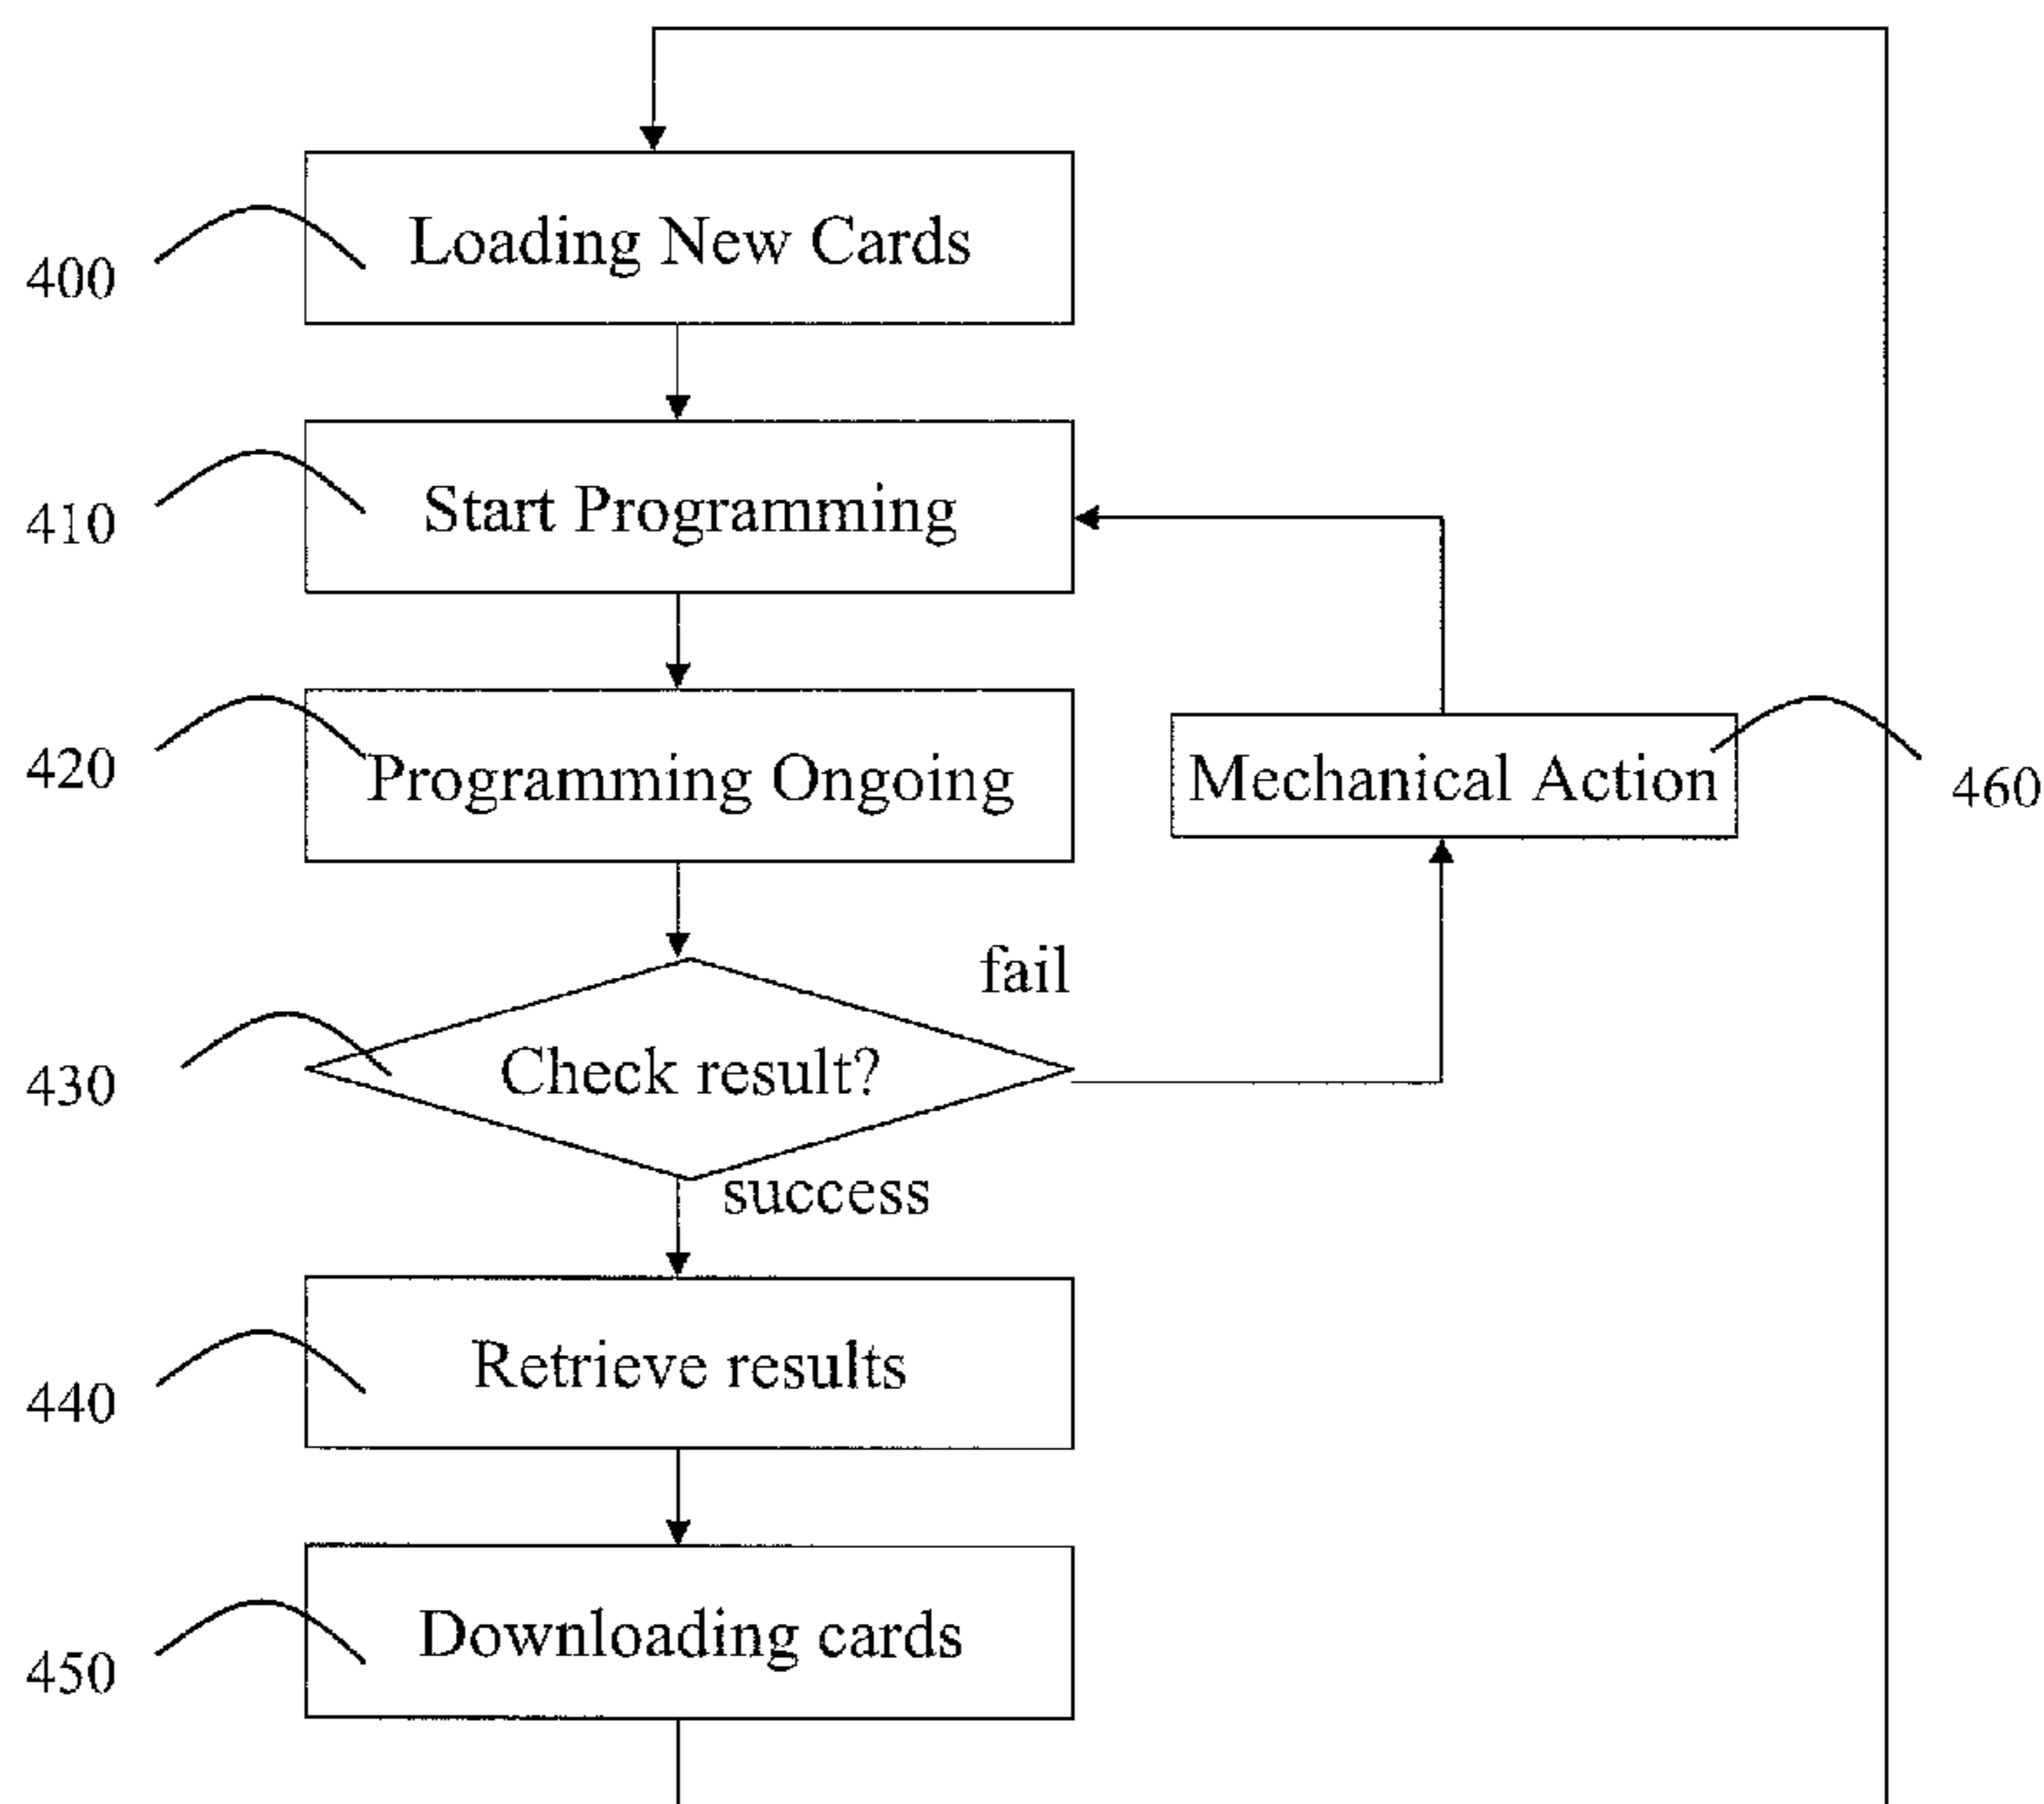 Loading New Cards
400
Start Programming
410
Programming Ongoing
420
Mechanical Action
460
fail
Check result?
430
success
Retrieve results
440
Downloading cards
450